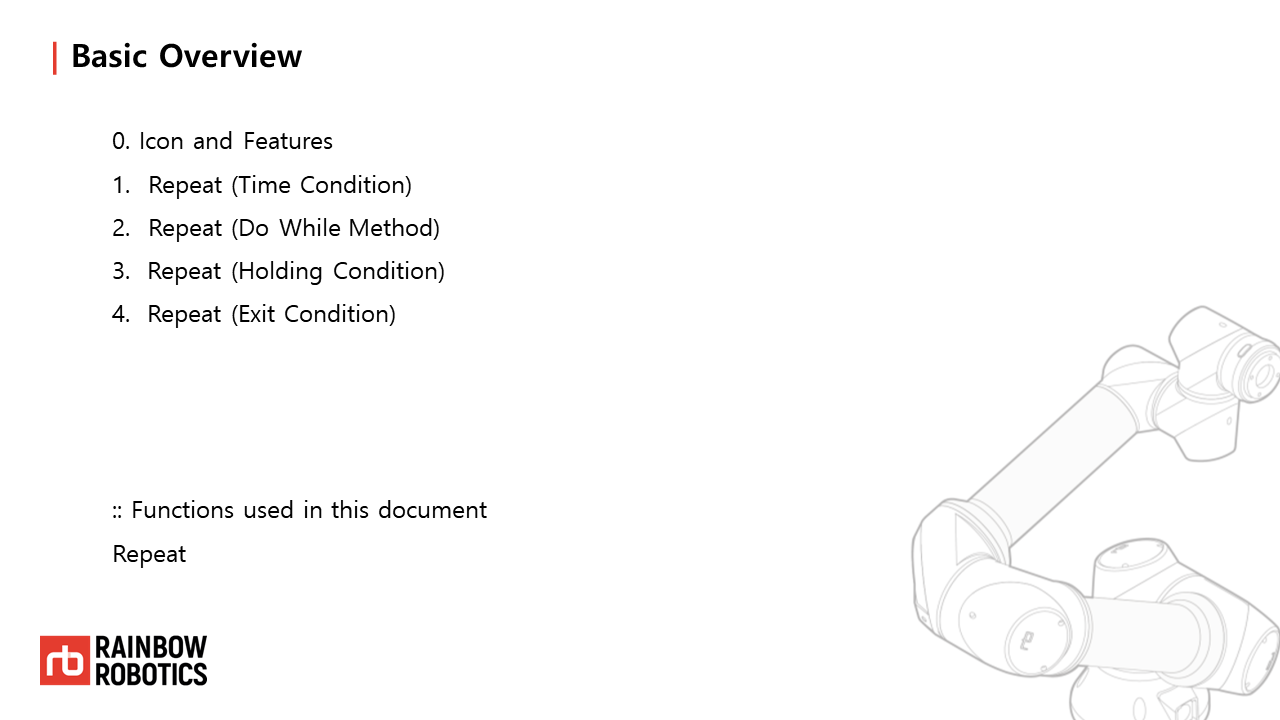 Basic Overview
0. Icon and Features
1. Repeat (Time Condition)
2. Repeat (Do While Method)
3. Repeat (Holding Condition)
4. Repeat (Exit Condition)
:: Functions used in this document
Repeat
rb RAINBOW
ROBOTICS
rb